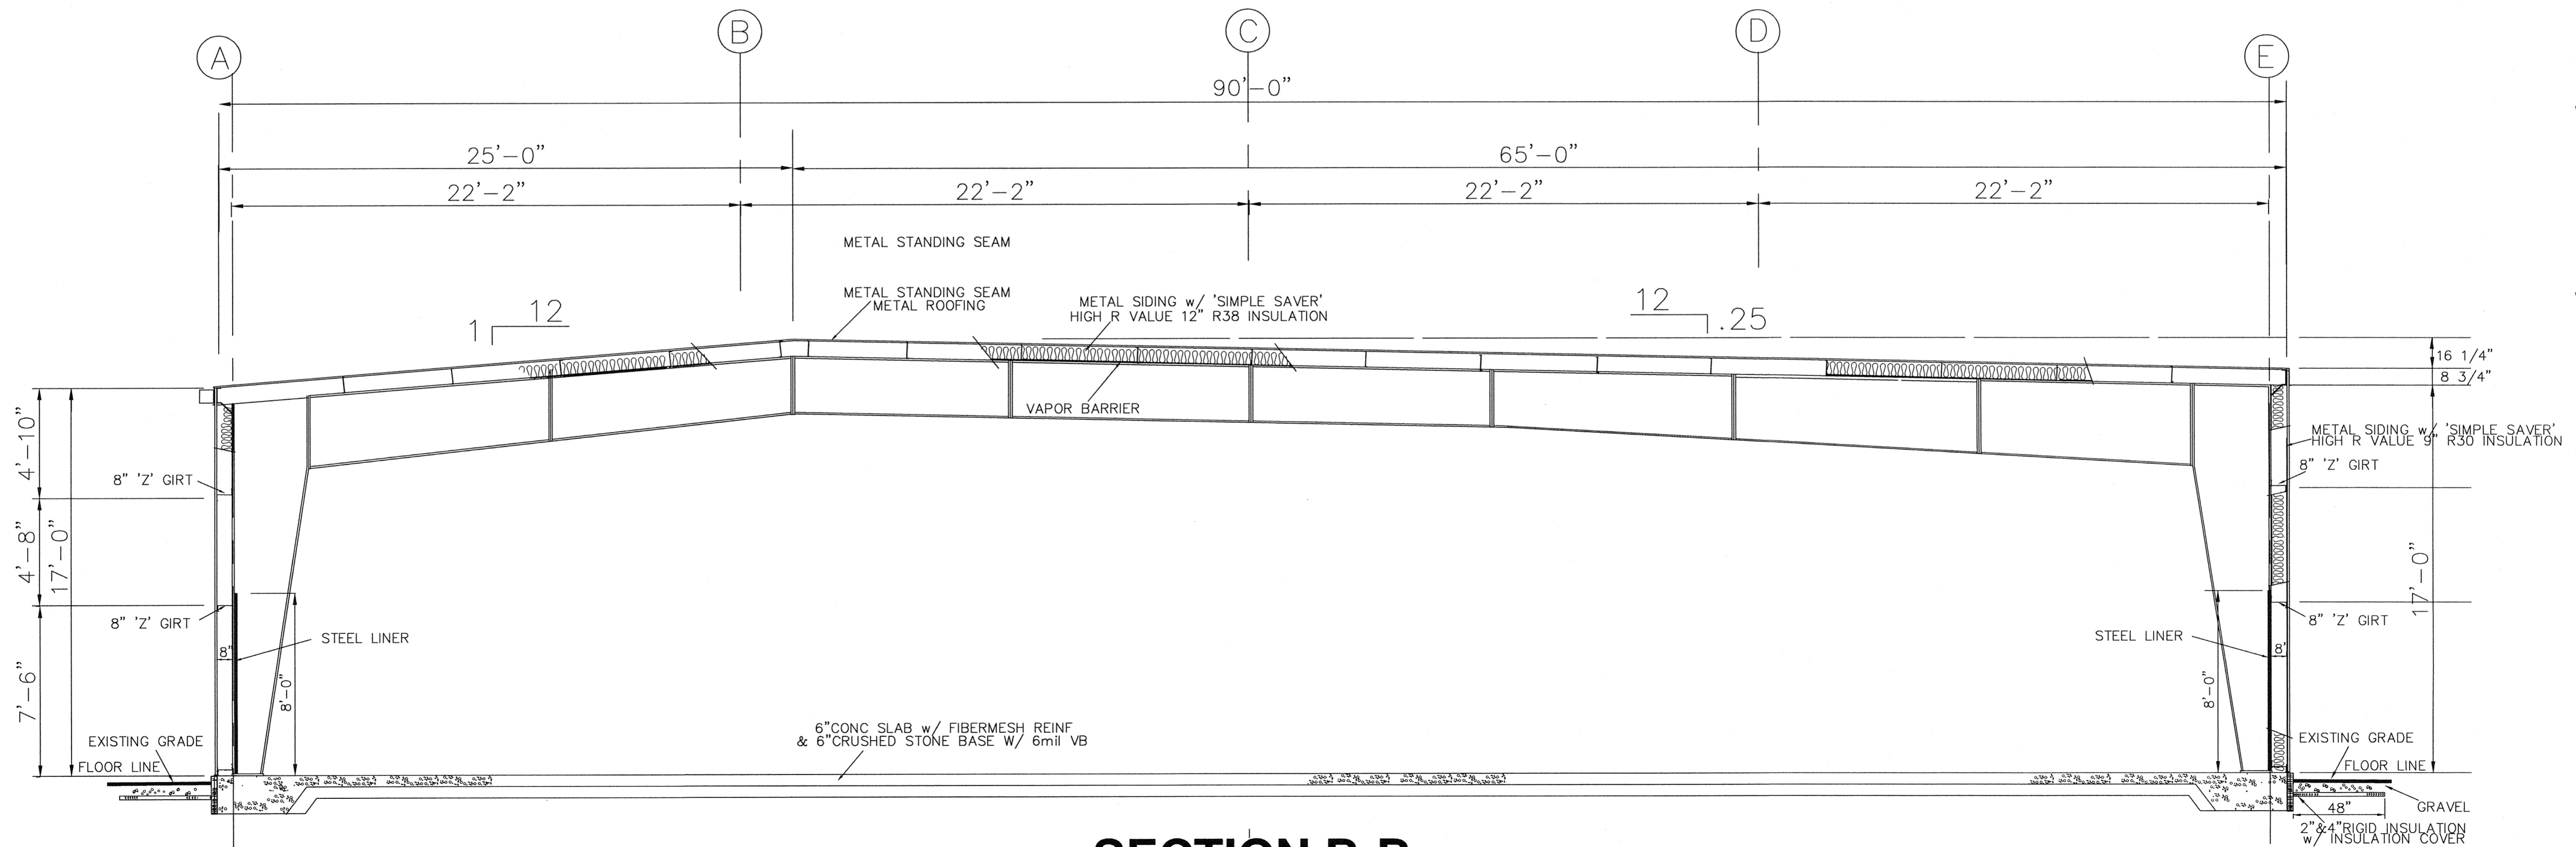 A
B
C
D
E
90'-0"
25'-0"
65'-0"
22'-2"
22'-2"
22'-2"
22'-2"
METAL STANDING SEAM
METAL STANDING SEAM
METAL ROOFING
METAL SIDING w/ 'SIMPLE SAVER'
HIGH R VALUE 12" R38 INSULATION
1
12
12
.25
16 1/4"
8 3/4"
VAPOR BARRIER
4'-10"
4'-8"
17'-0"
7'-6"
8" 'Z' GIRT
8" 'Z' GIRT
8"
STEEL LINER
8'-0"
METAL SIDING w/ 'SIMPLE SAVER'
HIGH R VALUE 9" R30 INSULATION
8" 'Z' GIRT
17'-0"
8" 'Z' GIRT
STEEL LINER
8'
8'-0"
6"CONC SLAB w/ FIBERMESH REINF
& 6"CRUSHED STONE BASE W/ 6mil VB
EXISTING GRADE
FLOOR LINE
EXISTING GRADE
FLOOR LINE
GRAVEL
48"
2"&4"RIGID INSULATION
w/ INSULATION COVER
SECTION B-B